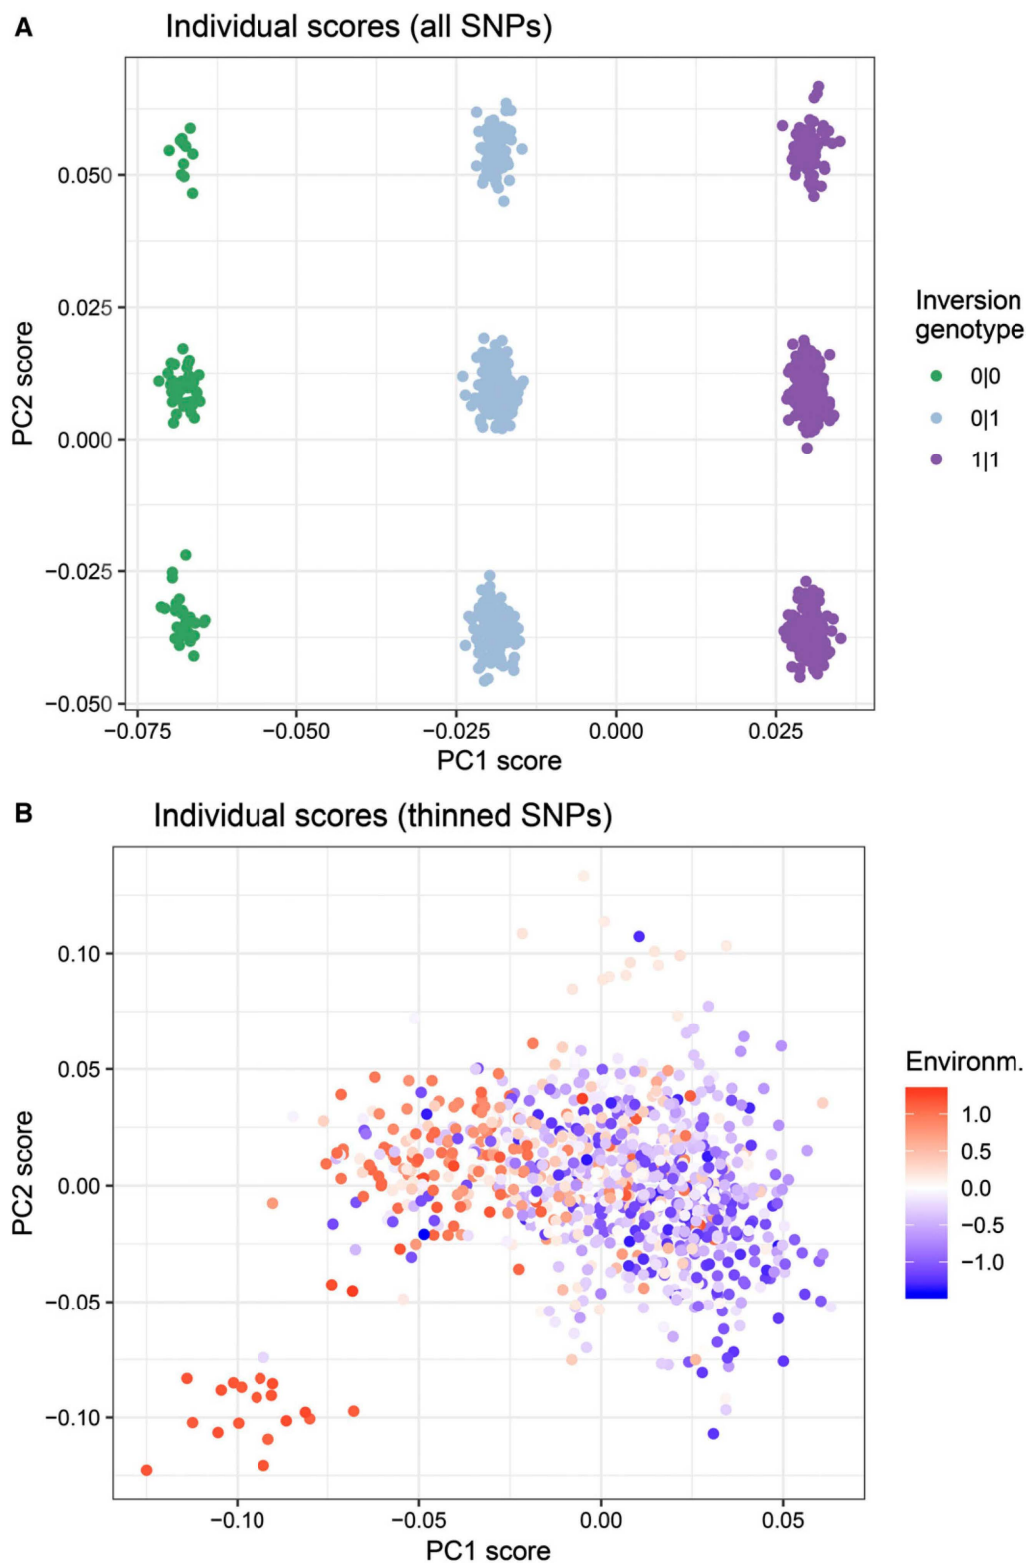 A
Individual scores (all SNPs)
0.050
0.025
0.000
−0.025
−0.050
PC2 score
−0.075
−0.050
−0.025
0.000
0.025
PC1 score
Inversion
genotype
0|0
0|1
1|1
B
Individual scores (thinned SNPs)
0.10
0.05
0.00
−0.05
−0.10
PC2 score
−0.10
−0.05
0.00
0.05
PC1 score
Environm.
1.0
0.5
0.0
−0.5
−1.0